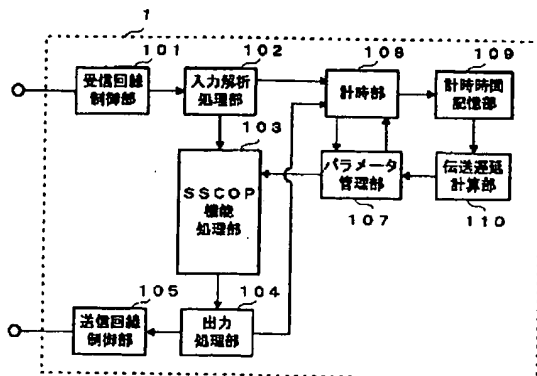 1
101
102
108
109
受信回線
制御部
入力解析
処理部
計時部
計時時間
記憶部
103
SSCOP
機能
処理部
パラメータ
管理部
伝送遅延
計算部
107
110
105
104
送信回線
制御部
出力
処理部